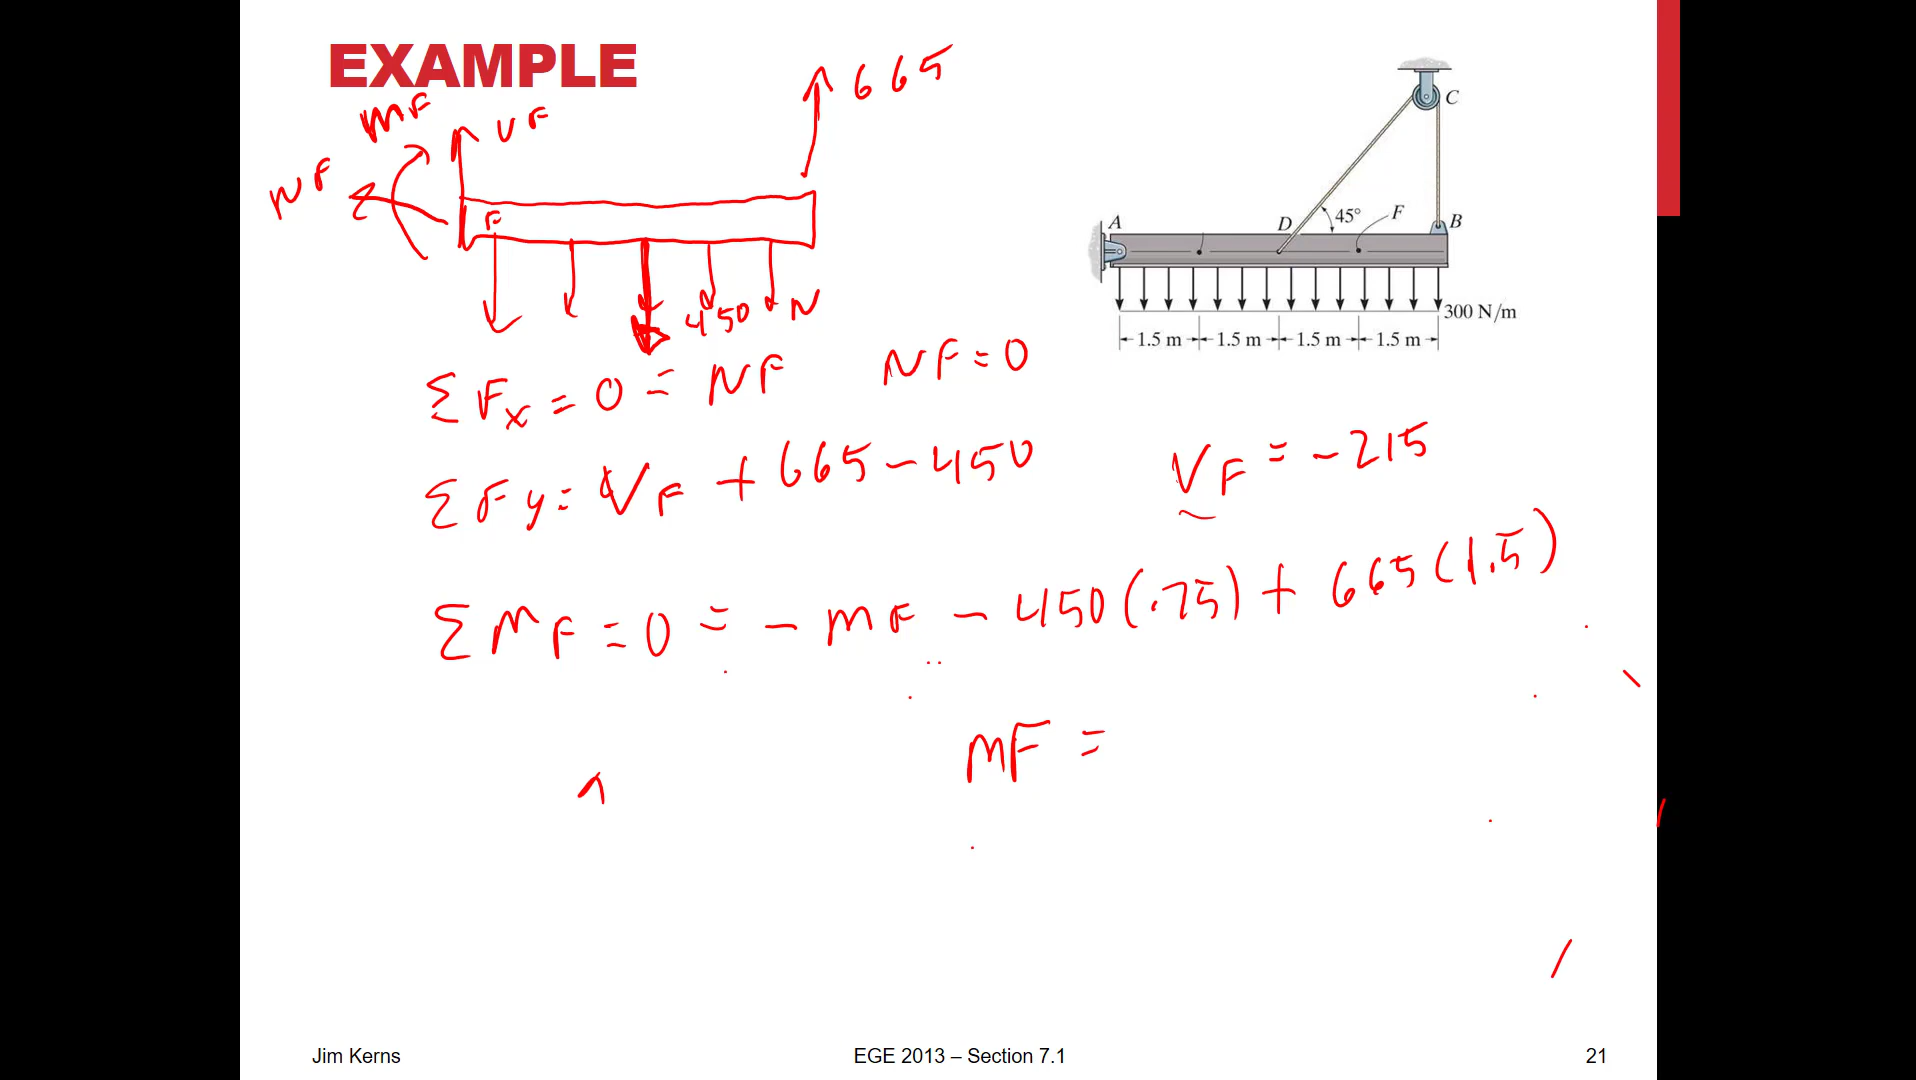 EXAMPLE
MF
VF
665
NF
F
450 N
C
A
D
45°
F
B
300 N/m
1.5 m 1.5 m 1.5 m 1.5 m
ΣFx = 0 = NF NF = 0
ΣFy = VF + 665 - 450 VF = -215
ΣMF = 0 = - MF - 450(.75) + 665(1.5)
MF =
Jim Kerns
EGE 2013 – Section 7.1
21